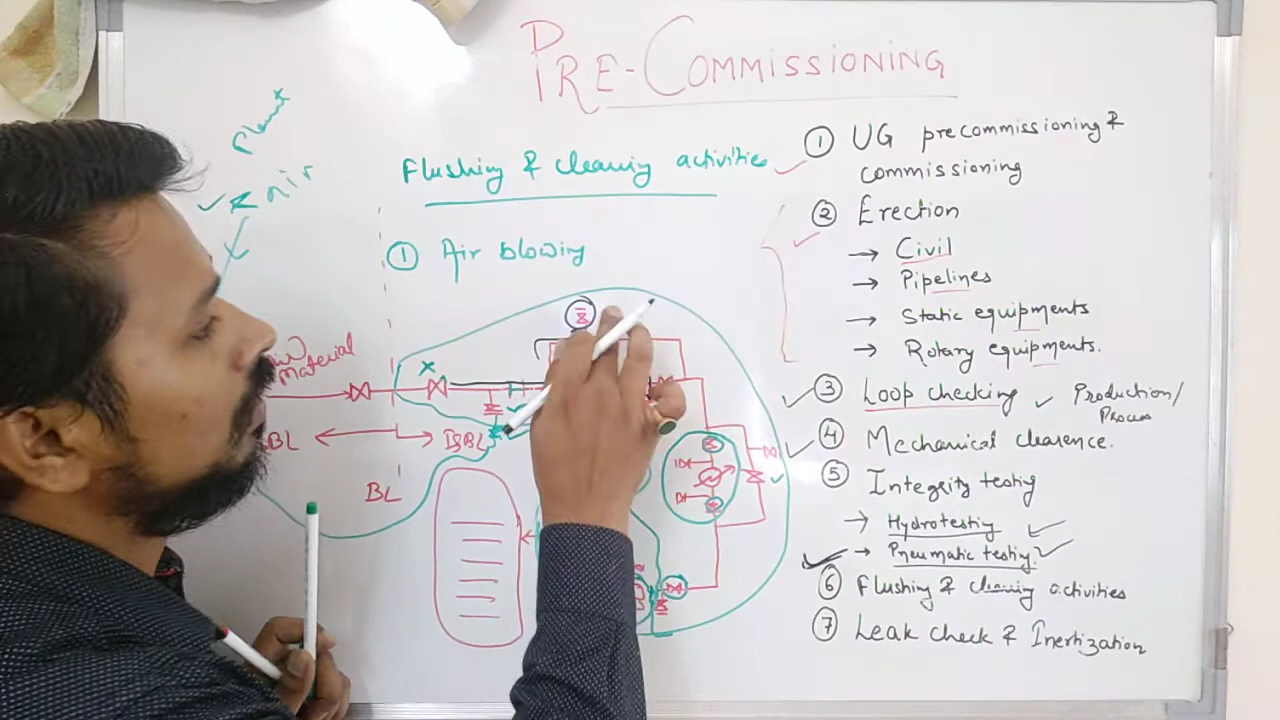 PRE-COMMISSIONING
Flushing & cleaning activities
① Air blowing
Plant
air
Material
BL
ISBL
BL
① UG precommissioning &
commissioning
② Erection
→ Civil
→ Pipelines
→ Static equipments
→ Rotary equipments.
③ Loop checking
Production/
Process
④ Mechanical clearence.
⑤ Integrity testing
→ Hydrotesting
→ Pneumatic testing.
⑥ Flushing & cleaning activities
⑦ Leak check & Inertization